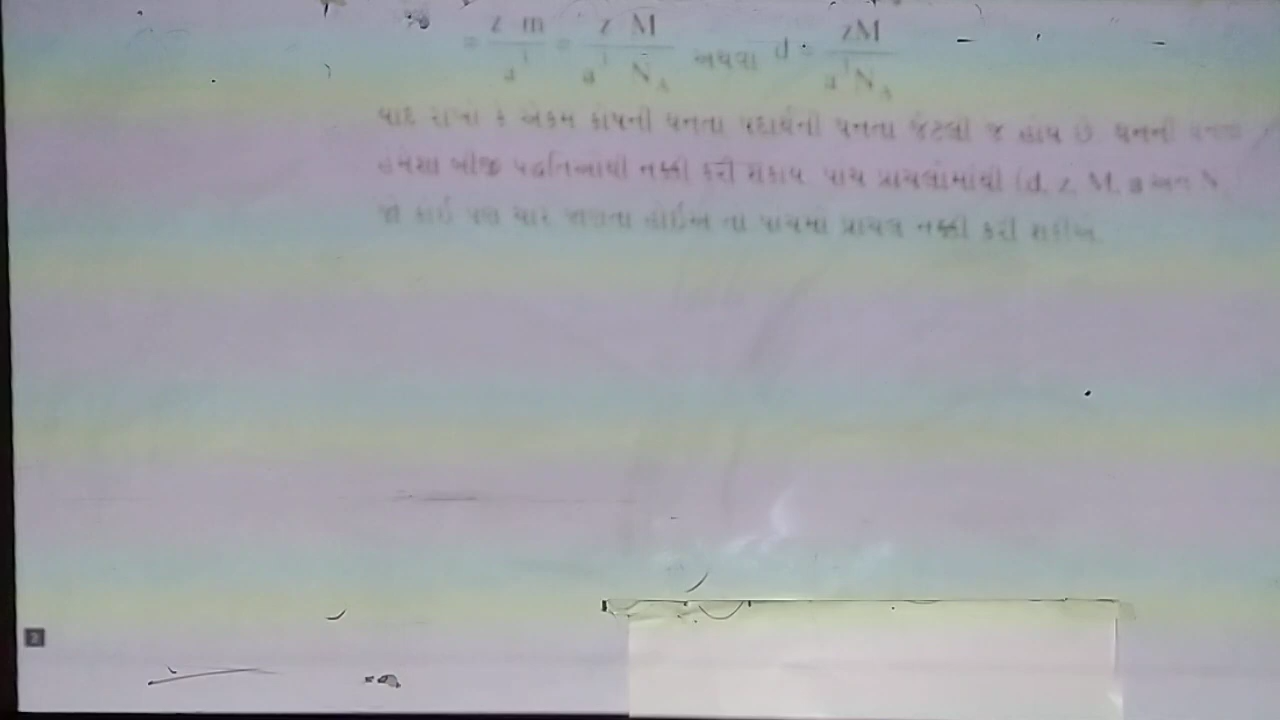 = z m / a³ = z M / a³ N_A અથવા d = zM / a³N_A
યાદ રાખો કે એકમ કોષની ઘનતા પદાર્થની ઘનતા જેટલી જ હોય છે ઘનની
હંમેશા બીજી પદ્ધતિઓથી નક્કી કરી શકાય પાંચ પ્રાચલોમાંથી (d, z, M, a અને N
જો કોઈ પણ ચાર જાણતા હોઈએ તો પાંચમો પ્રાચલ નક્કી કરી શકીએ
2